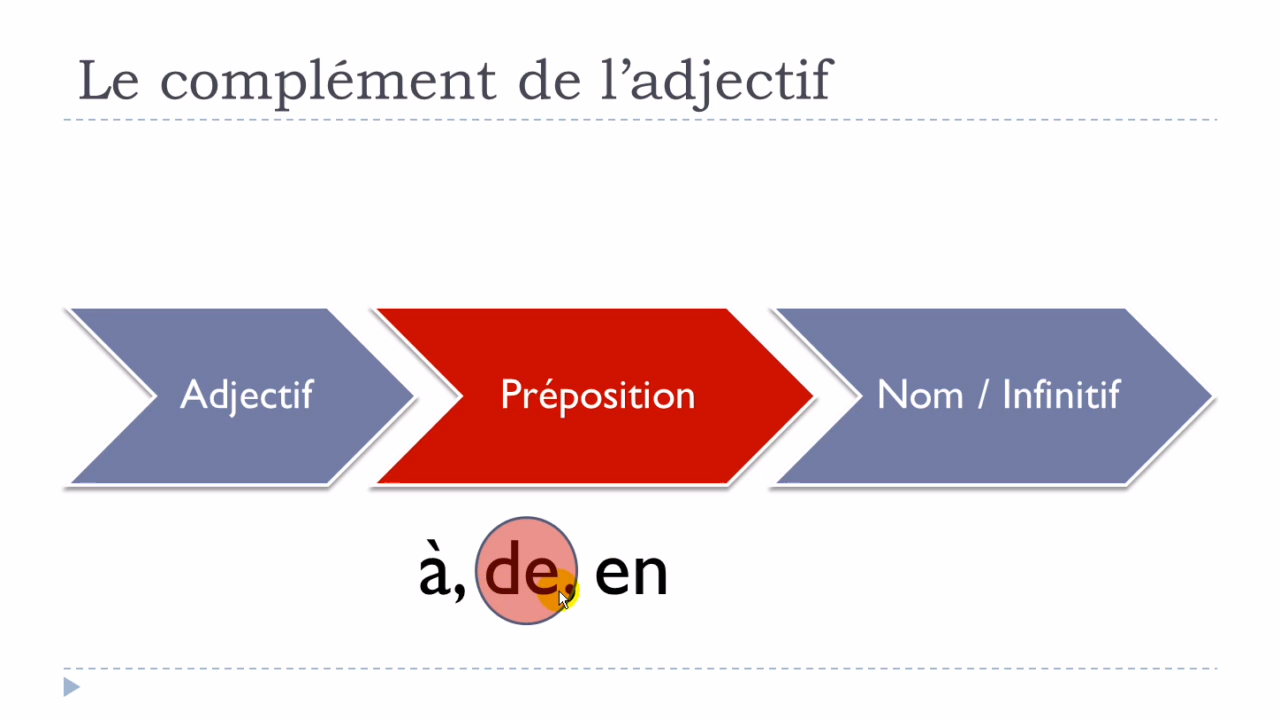 Le complément de l’adjectif
Adjectif
Préposition
Nom / Infinitif
à, de, en